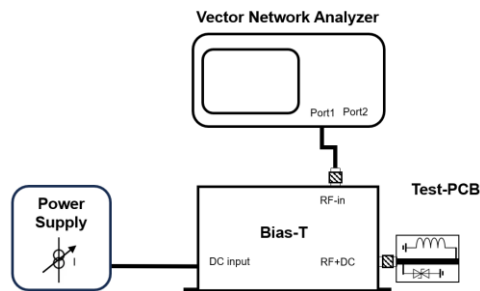 Vector Network Analyzer
Port1 Port2
Test-PCB
Power
Supply
I
RF-in
Bias-T
DC input
RF+DC